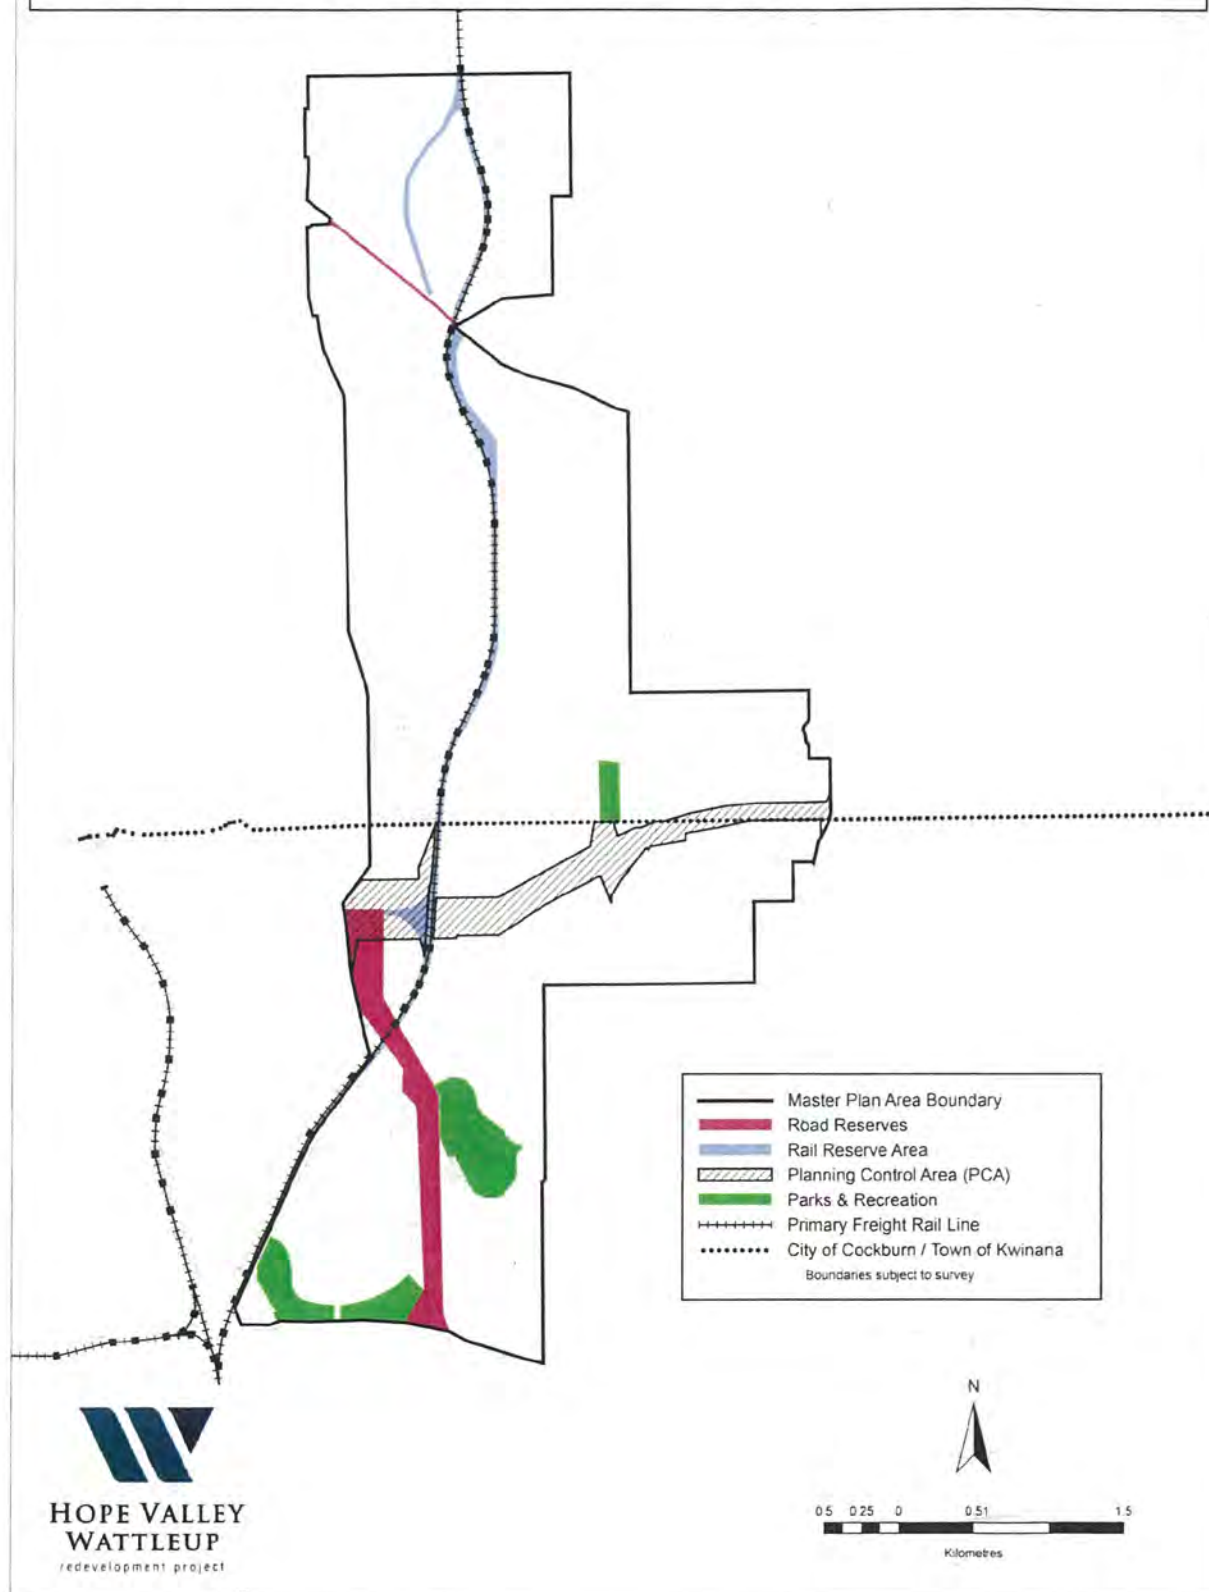 Master Plan Area Boundary
Road Reserves
Rail Reserve Area
Planning Control Area (PCA)
Parks & Recreation
Primary Freight Rail Line
City of Cockburn / Town of Kwinana
Boundaries subject to survey
N
0.5 0.25 0 0.51 1.5
Kilometres
HOPE VALLEY
WATTLEUP
redevelopment project